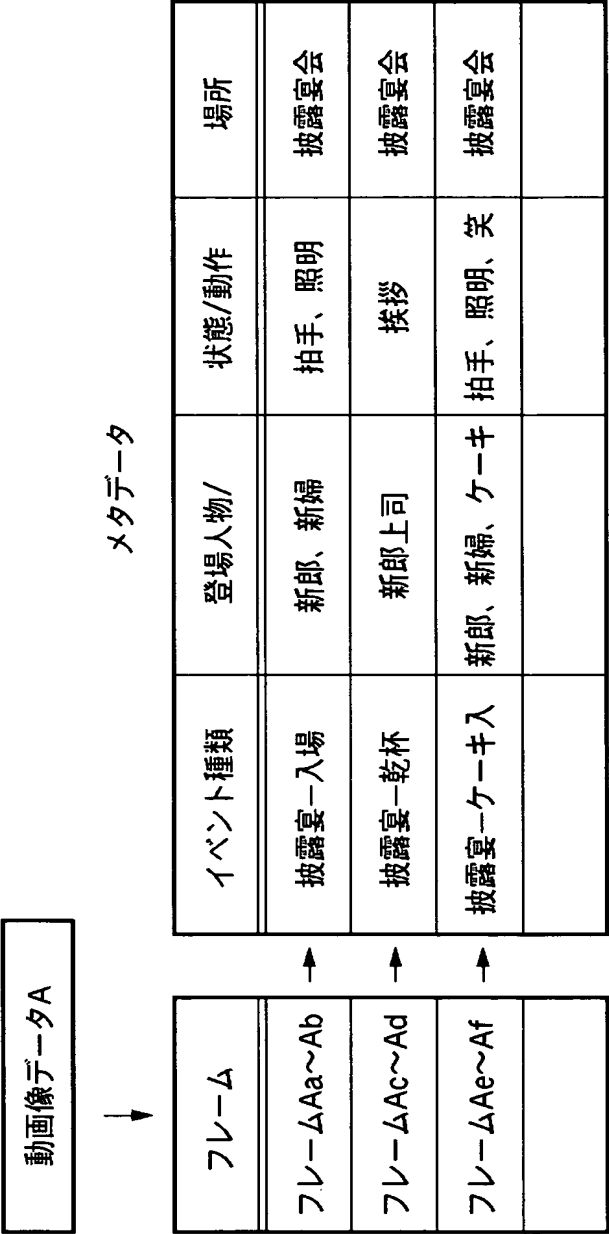 動画像データA
メタデータ
フレーム
イベント種類
登場人物/
状態/動作
場所
フレームAa~Ab
披露宴ー入場
新郎、新婦
拍手、照明
披露宴会
フレームAc~Ad
披露宴ー乾杯
新郎上司
挨拶
披露宴会
フレームAe~Af
披露宴ーケーキ入
新郎、新婦、ケーキ
拍手、照明、笑
披露宴会